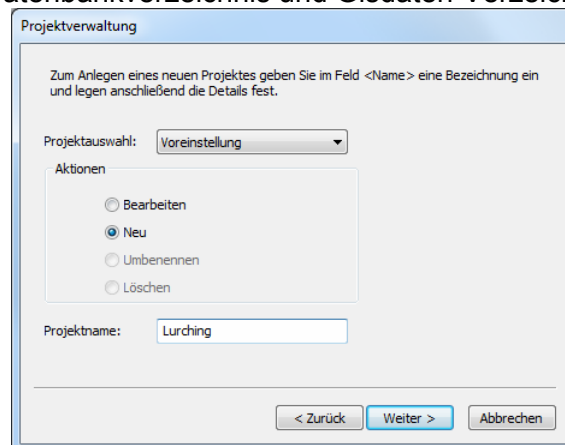 Projektverwaltung
Zum Anlegen eines neuen Projektes geben Sie im Feld <Name> eine Bezeichnung ein
und legen anschließend die Details fest.
Projektauswahl: Voreinstellung
Aktionen
Bearbeiten
Neu
Umbenennen
Löschen
Projektname: Lurching
< Zurück Weiter > Abbrechen